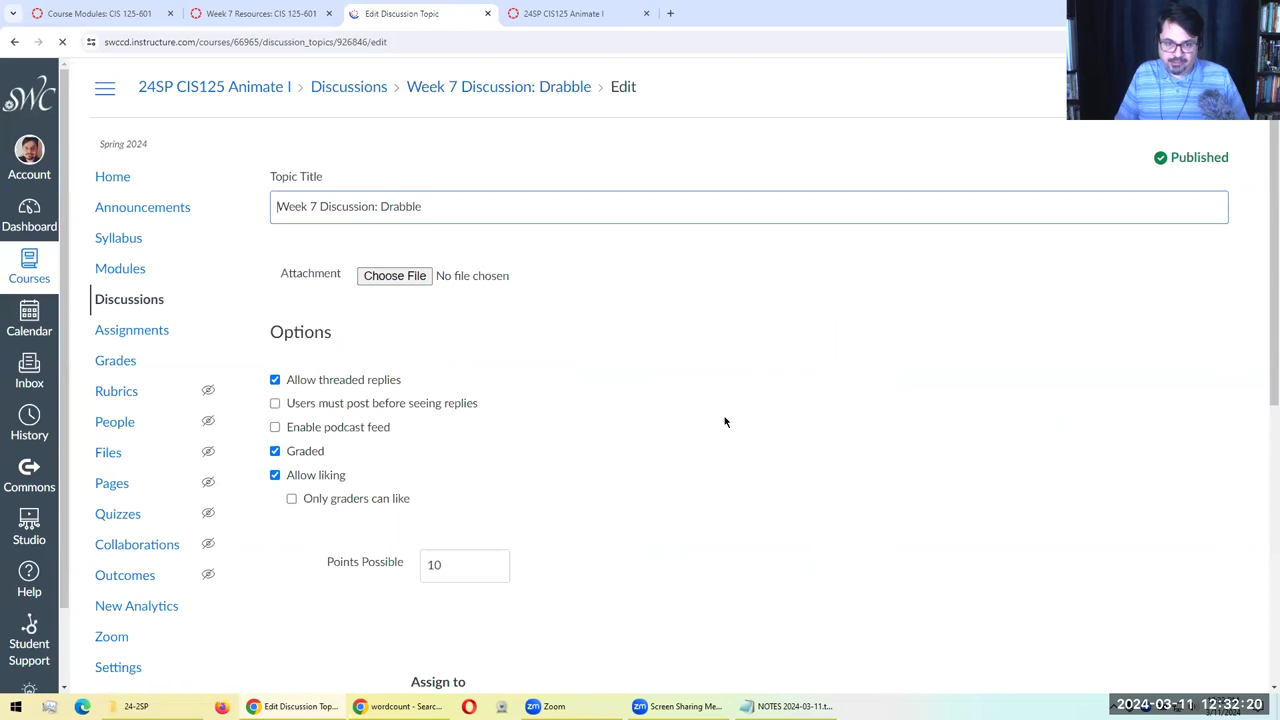 Course Modules: CIS 125-601
Week 7 Resources: CIS 125-601
Edit Discussion Topic
24SP CIS125 Animate I
swccd.instructure.com/courses/66965/discussion_topics/926846/edit
SWC
24SP CIS125 Animate I > Discussions > Week 7 Discussion: Drabble > Edit
Spring 2024
Published
Account
Dashboard
Courses
Calendar
Inbox
History
Commons
Studio
Help
Student
Support
Home
Announcements
Syllabus
Modules
Discussions
Assignments
Grades
Rubrics
People
Files
Pages
Quizzes
Collaborations
Outcomes
New Analytics
Zoom
Settings
Topic Title
Week 7 Discussion: Drabble
Attachment
Choose File No file chosen
Options
Allow threaded replies
Users must post before seeing replies
Enable podcast feed
Graded
Allow liking
Only graders can like
Points Possible 10
Assign to
24-2SP
Edit Discussion Top...
wordcount - Searc...
zm Zoom
zm Screen Sharing Me...
NOTES 2024-03-11.t...
2024-03-11 12:32:20